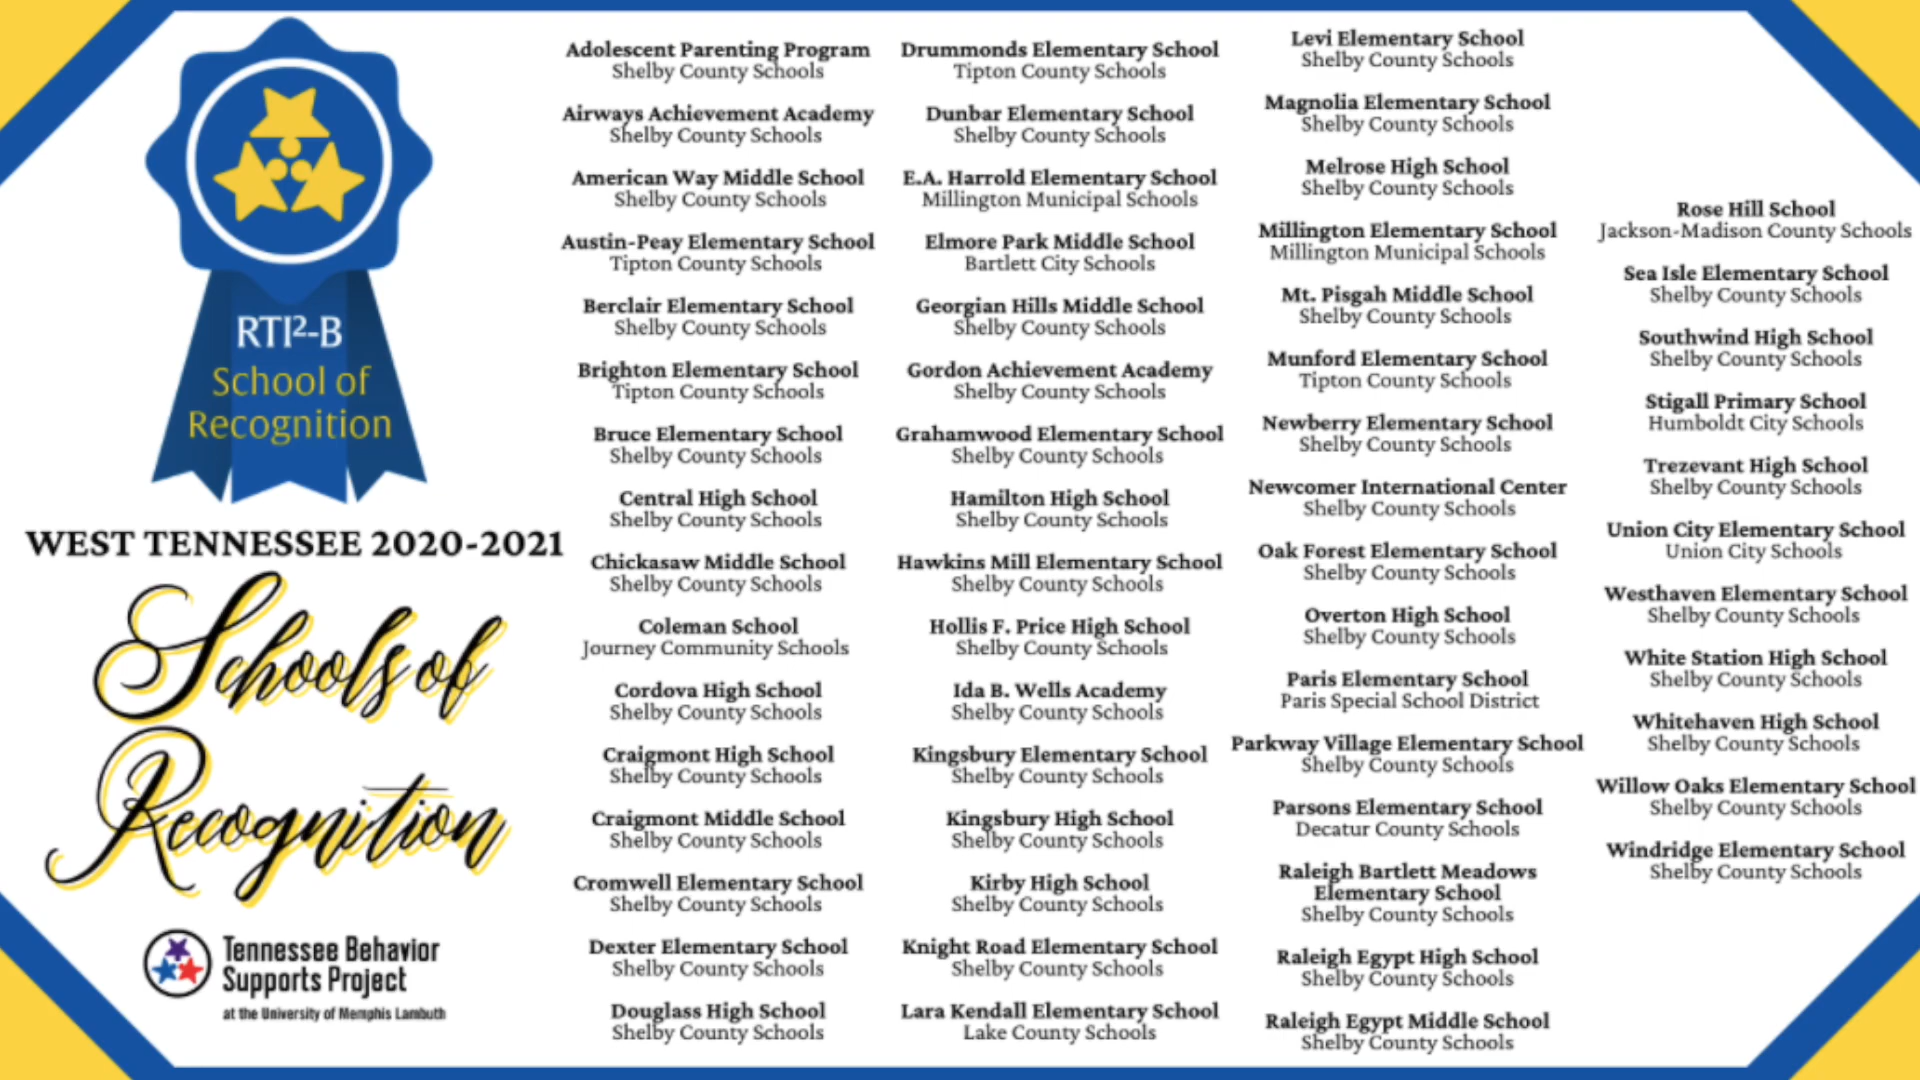 RTI²-B
School of
Recognition
WEST TENNESSEE 2020-2021
Schools of
Recognition
Tennessee Behavior
Supports Project
at the University of Memphis Lambuth
Adolescent Parenting Program
Shelby County Schools
Airways Achievement Academy
Shelby County Schools
American Way Middle School
Shelby County Schools
Austin-Peay Elementary School
Tipton County Schools
Berclair Elementary School
Shelby County Schools
Brighton Elementary School
Tipton County Schools
Bruce Elementary School
Shelby County Schools
Central High School
Shelby County Schools
Chickasaw Middle School
Shelby County Schools
Coleman School
Journey Community Schools
Cordova High School
Shelby County Schools
Craigmont High School
Shelby County Schools
Craigmont Middle School
Shelby County Schools
Cromwell Elementary School
Shelby County Schools
Dexter Elementary School
Shelby County Schools
Douglass High School
Shelby County Schools
Drummonds Elementary School
Tipton County Schools
Dunbar Elementary School
Shelby County Schools
E.A. Harrold Elementary School
Millington Municipal Schools
Elmore Park Middle School
Bartlett City Schools
Georgian Hills Middle School
Shelby County Schools
Gordon Achievement Academy
Shelby County Schools
Grahamwood Elementary School
Shelby County Schools
Hamilton High School
Shelby County Schools
Hawkins Mill Elementary School
Shelby County Schools
Hollis F. Price High School
Shelby County Schools
Ida B. Wells Academy
Shelby County Schools
Kingsbury Elementary School
Shelby County Schools
Kingsbury High School
Shelby County Schools
Kirby High School
Shelby County Schools
Knight Road Elementary School
Shelby County Schools
Lara Kendall Elementary School
Lake County Schools
Levi Elementary School
Shelby County Schools
Magnolia Elementary School
Shelby County Schools
Melrose High School
Shelby County Schools
Millington Elementary School
Millington Municipal Schools
Mt. Pisgah Middle School
Shelby County Schools
Munford Elementary School
Tipton County Schools
Newberry Elementary School
Shelby County Schools
Newcomer International Center
Shelby County Schools
Oak Forest Elementary School
Shelby County Schools
Overton High School
Shelby County Schools
Paris Elementary School
Paris Special School District
Parkway Village Elementary School
Shelby County Schools
Parsons Elementary School
Decatur County Schools
Raleigh Bartlett Meadows
Elementary School
Shelby County Schools
Raleigh Egypt High School
Shelby County Schools
Raleigh Egypt Middle School
Shelby County Schools
Rose Hill School
Jackson-Madison County Schools
Sea Isle Elementary School
Shelby County Schools
Southwind High School
Shelby County Schools
Stigall Primary School
Humboldt City Schools
Trezevant High School
Shelby County Schools
Union City Elementary School
Union City Schools
Westhaven Elementary School
Shelby County Schools
White Station High School
Shelby County Schools
Whitehaven High School
Shelby County Schools
Willow Oaks Elementary School
Shelby County Schools
Windridge Elementary School
Shelby County Schools